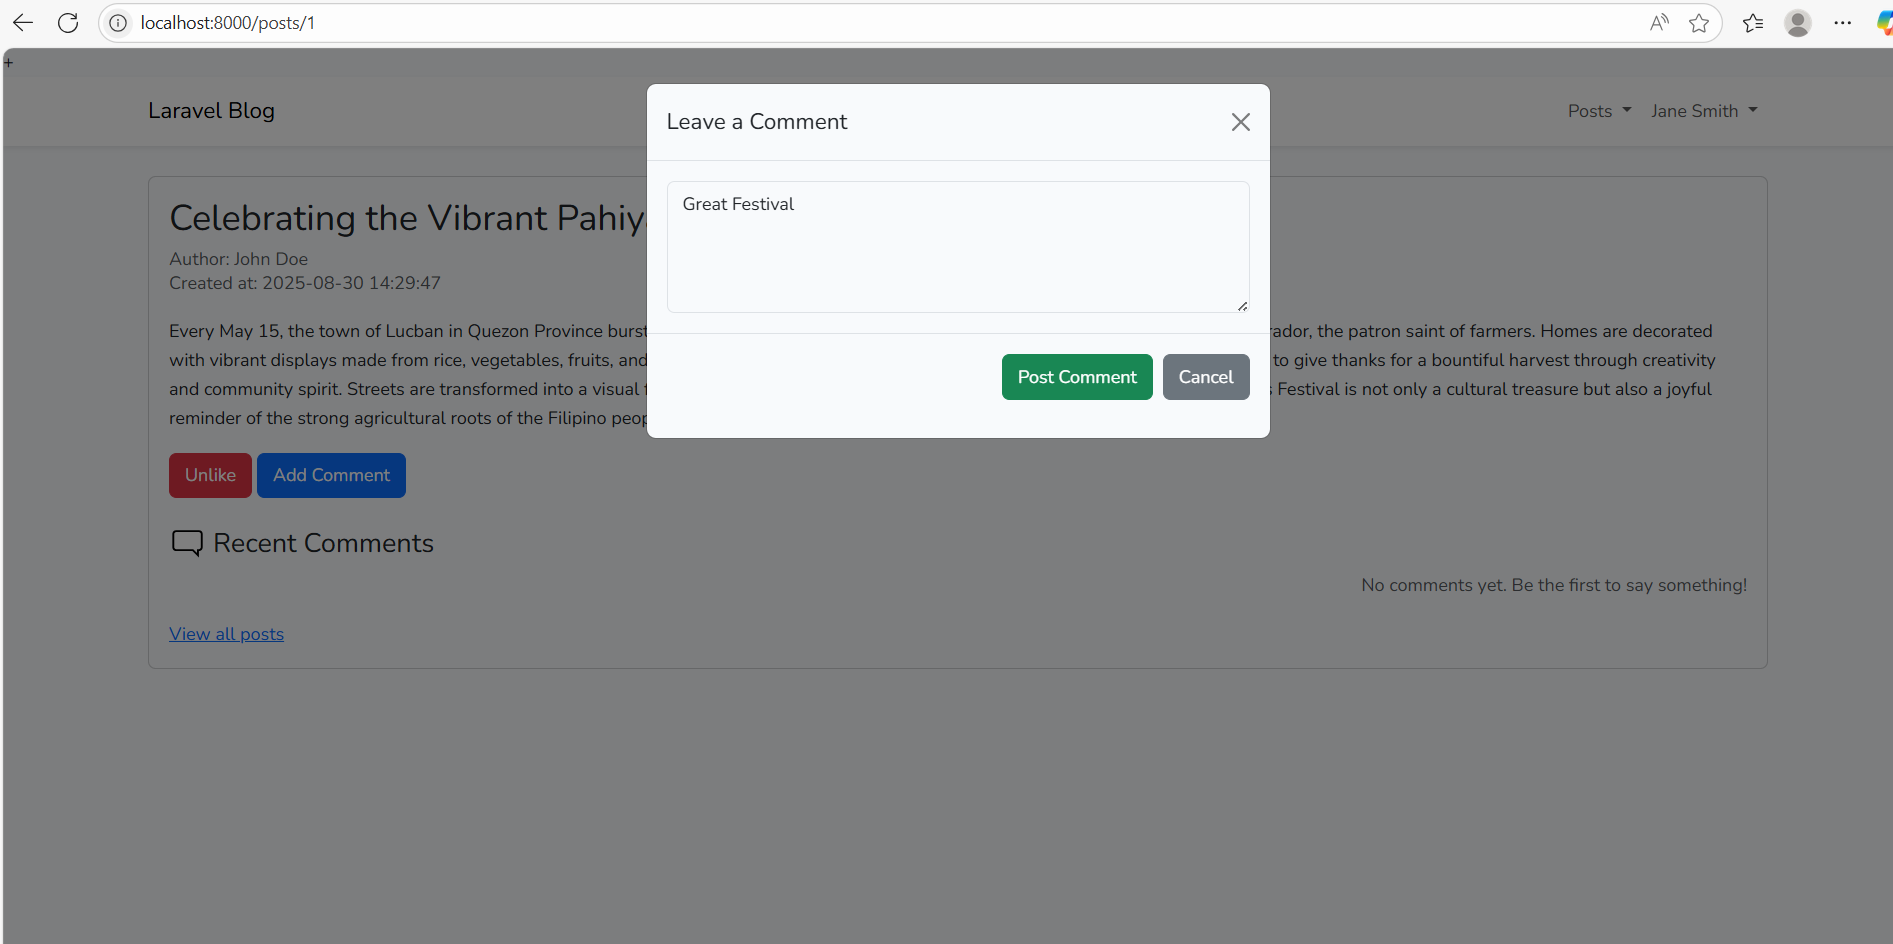 localhost:8000/posts/1
+
Laravel Blog
Posts
Jane Smith
Leave a Comment
Great Festival
Post Comment
Cancel
Celebrating the Vibrant Pahiy
Author: John Doe
Created at: 2025-08-30 14:29:47
Every May 15, the town of Lucban in Quezon Province burst rador, the patron saint of farmers. Homes are decorated
with vibrant displays made from rice, vegetables, fruits, and to give thanks for a bountiful harvest through creativity
and community spirit. Streets are transformed into a visual Festival is not only a cultural treasure but also a joyful
reminder of the strong agricultural roots of the Filipino peop
Unlike
Add Comment
Recent Comments
No comments yet. Be the first to say something!
View all posts